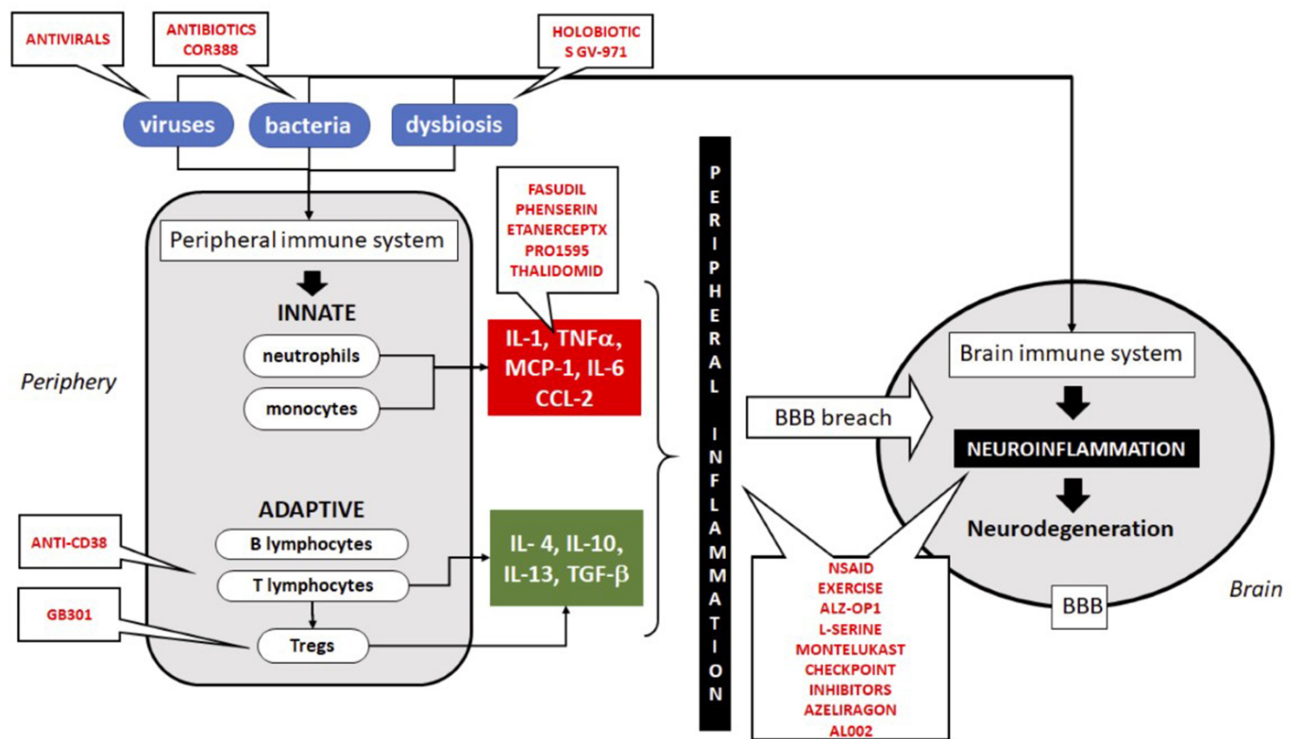 ANTIVIRALS
ANTIBIOTICS
COR388
HOLOBIOTIC
S GV-971
viruses
bacteria
dysbiosis
Peripheral immune system
INNATE
neutrophils
monocytes
Periphery
ADAPTIVE
B lymphocytes
T lymphocytes
Tregs
ANTI-CD38
GB301
FASUDIL
PHENSERIN
ETANERCEPTX
PRO1595
THALIDOMID
IL-1, TNFα,
MCP-1, IL-6
CCL-2
IL- 4, IL-10,
IL-13, TGF-β
PERIPHERAL INFLAMMATION
BBB breach
Brain immune system
NEUROINFLAMMATION
Neurodegeneration
BBB
Brain
NSAID
EXERCISE
ALZ-OP1
L-SERINE
MONTELUKAST
CHECKPOINT
INHIBITORS
AZELIRAGON
AL002